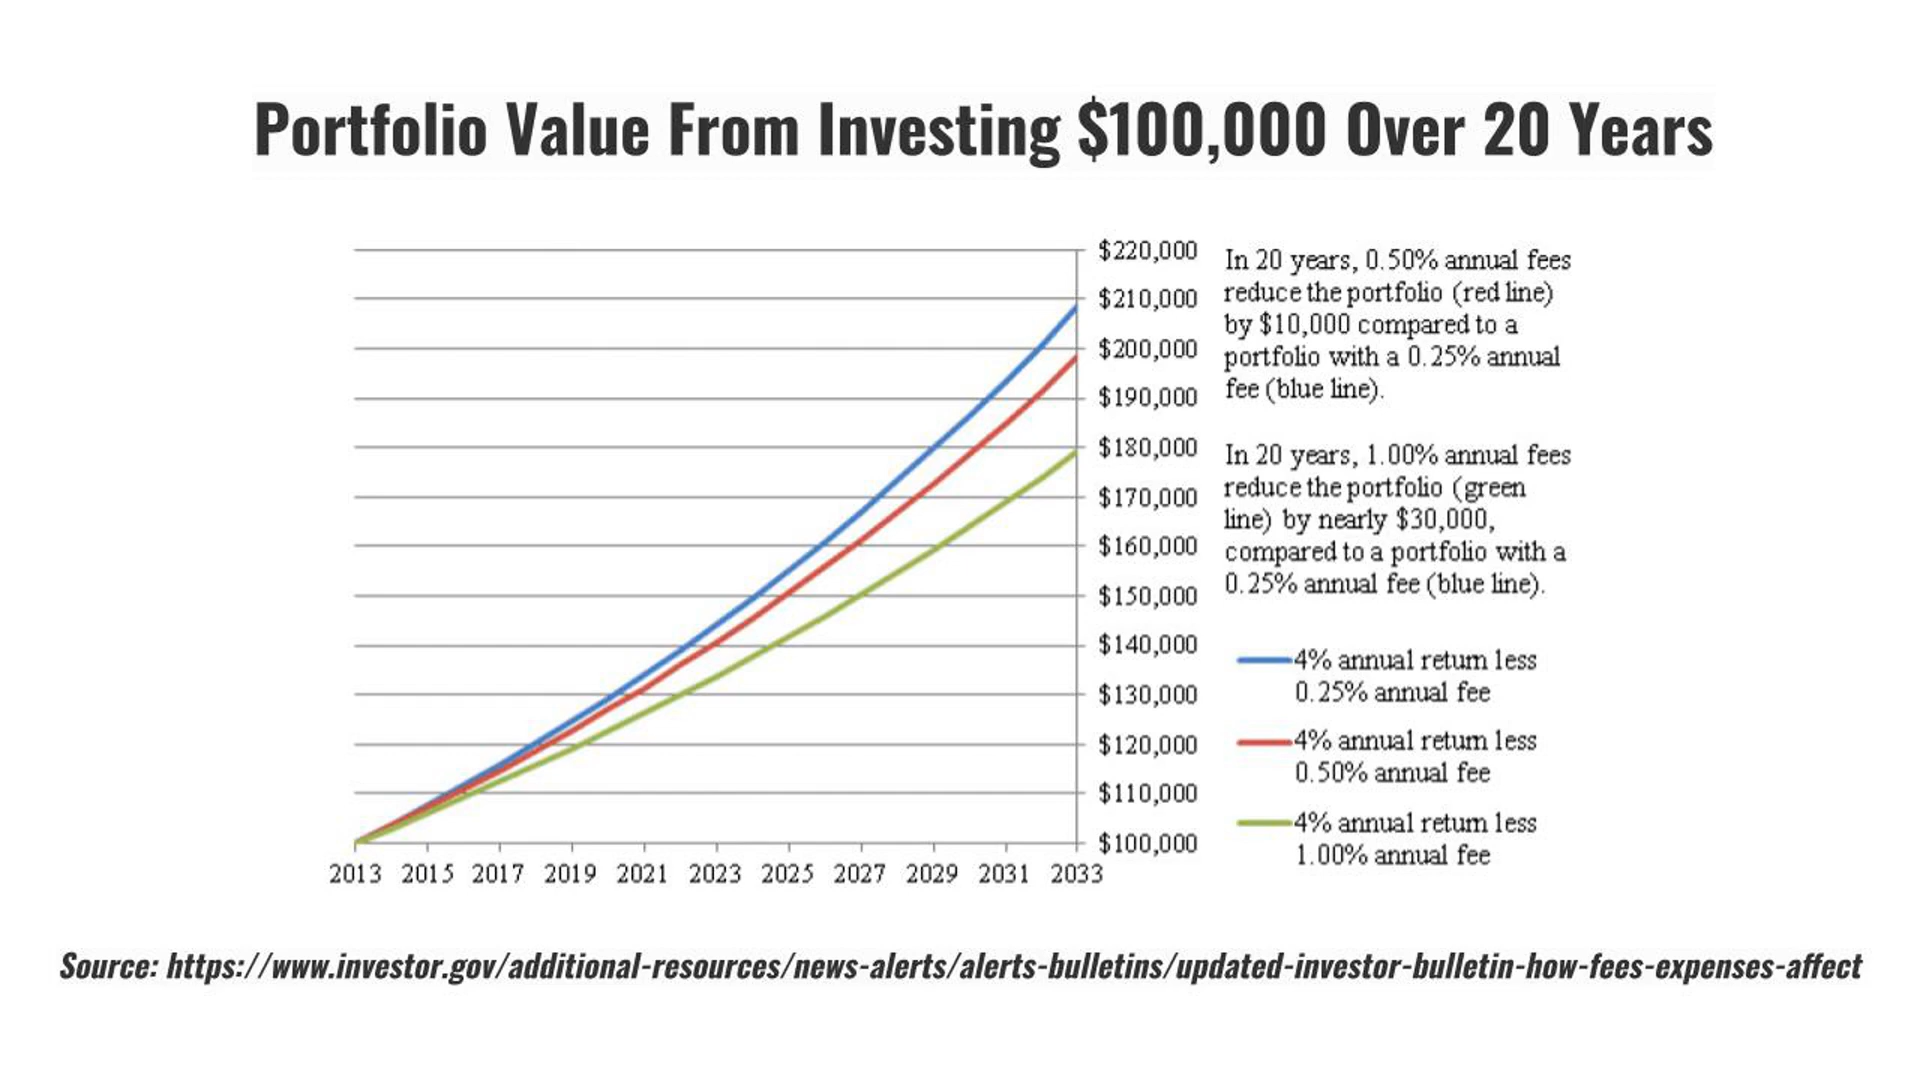 Portfolio Value From Investing $100,000 Over 20 Years
$220,000
$210,000
$200,000
$190,000
$180,000
$170,000
$160,000
$150,000
$140,000
$130,000
$120,000
$110,000
$100,000
2013 2015 2017 2019 2021 2023 2025 2027 2029 2031 2033
In 20 years, 0.50% annual fees
reduce the portfolio (red line)
by $10,000 compared to a
portfolio with a 0.25% annual
fee (blue line).
In 20 years, 1.00% annual fees
reduce the portfolio (green
line) by nearly $30,000,
compared to a portfolio with a
0.25% annual fee (blue line).
4% annual return less
0.25% annual fee
4% annual return less
0.50% annual fee
4% annual return less
1.00% annual fee
Source: https://www.investor.gov/additional-resources/news-alerts/alerts-bulletins/updated-investor-bulletin-how-fees-expenses-affect